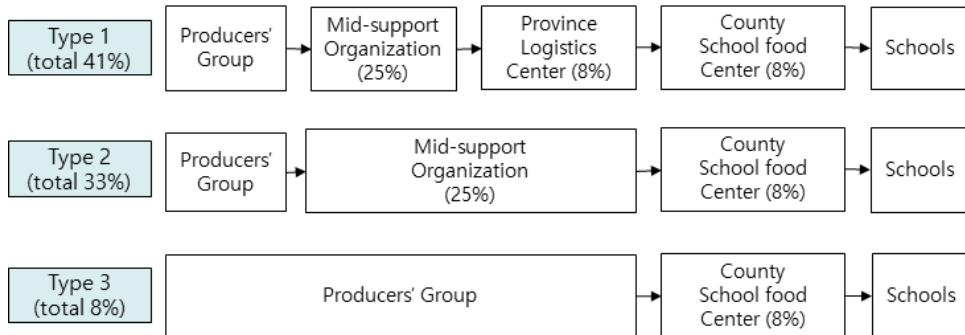 Type 1
(total 41%)
Producers'
Group
Mid-support
Organization
(25%)
Province
Logistics
Center (8%)
County
School food
Center (8%)
Schools
Type 2
(total 33%)
Producers'
Group
Mid-support
Organization
(25%)
County
School food
Center (8%)
Schools
Type 3
(total 8%)
Producers' Group
County
School food
Center (8%)
Schools